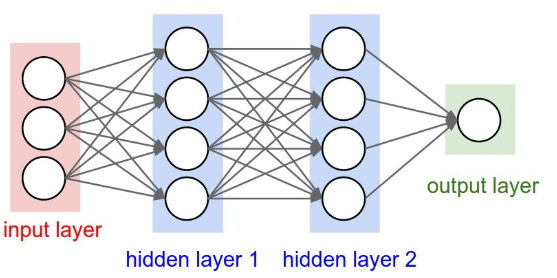 input layer
hidden layer 1
hidden layer 2
output layer